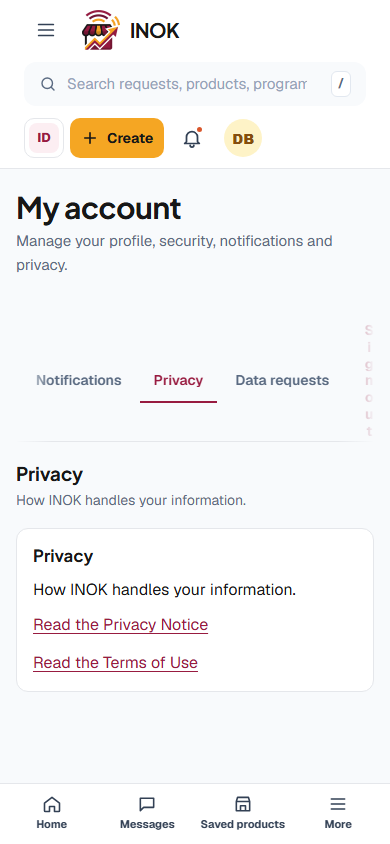 INOK
Search requests, products, program
/
ID
+ Create
DB
My account
Manage your profile, security, notifications and
privacy.
Notifications
Privacy
Data requests
Sign out
Privacy
How INOK handles your information.
Privacy
How INOK handles your information.
Read the Privacy Notice
Read the Terms of Use
Home
Messages
Saved products
More